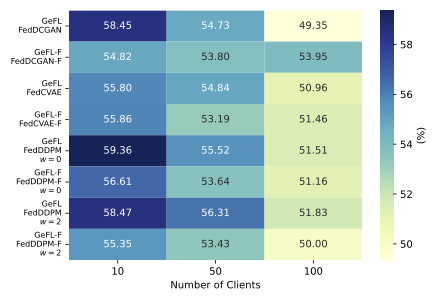 GeFL
FedDCGAN
58.45 54.73 49.35
GeFL-F
FedDCGAN-F
54.82 53.80 53.95
GeFL
FedCVAE
55.80 54.84 50.96
GeFL-F
FedCVAE-F
55.86 53.19 51.46
GeFL
FedDDPM
w = 0
59.36 55.52 51.51
GeFL-F
FedDDPM-F
w = 0
56.61 53.64 51.16
GeFL
FedDDPM
w = 2
58.47 56.31 51.83
GeFL-F
FedDDPM-F
w = 2
55.35 53.43 50.00
10 50 100
Number of Clients
58
56
54
52
50
(%)